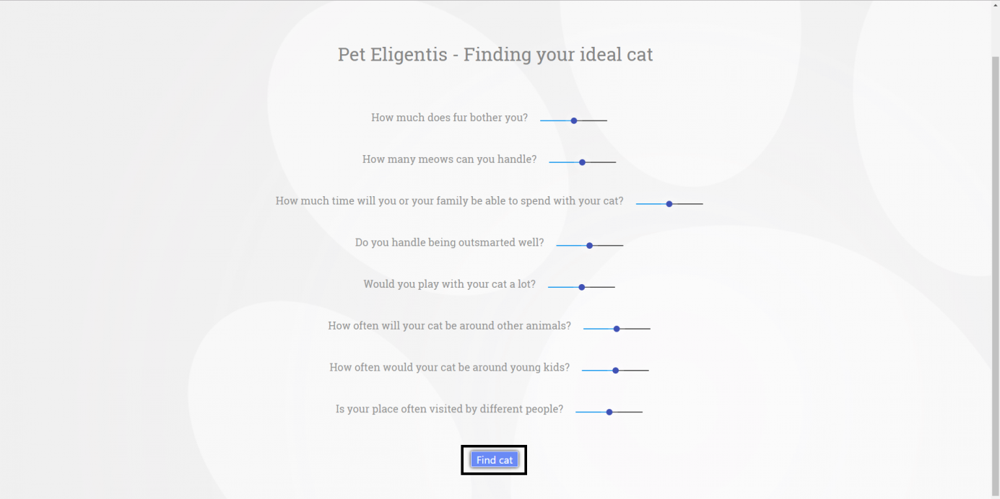 Pet Eligentis - Finding your ideal cat
How much does fur bother you?
How many meows can you handle?
How much time will you or your family be able to spend with your cat?
Do you handle being outsmarted well?
Would you play with your cat a lot?
How often will your cat be around other animals?
How often would your cat be around young kids?
Is your place often visited by different people?
Find cat